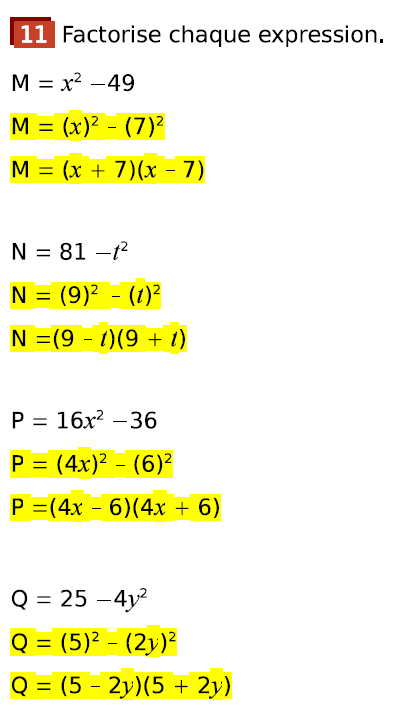 11 Factorise chaque expression.
M = x² −49
M = (x)² – (7)²
M = (x + 7)(x – 7)
N = 81 −t²
N = (9)² – (t)²
N =(9 – t)(9 + t)
P = 16x² −36
P = (4x)² – (6)²
P =(4x – 6)(4x + 6)
Q = 25 −4y²
Q = (5)² – (2y)²
Q = (5 – 2y)(5 + 2y)